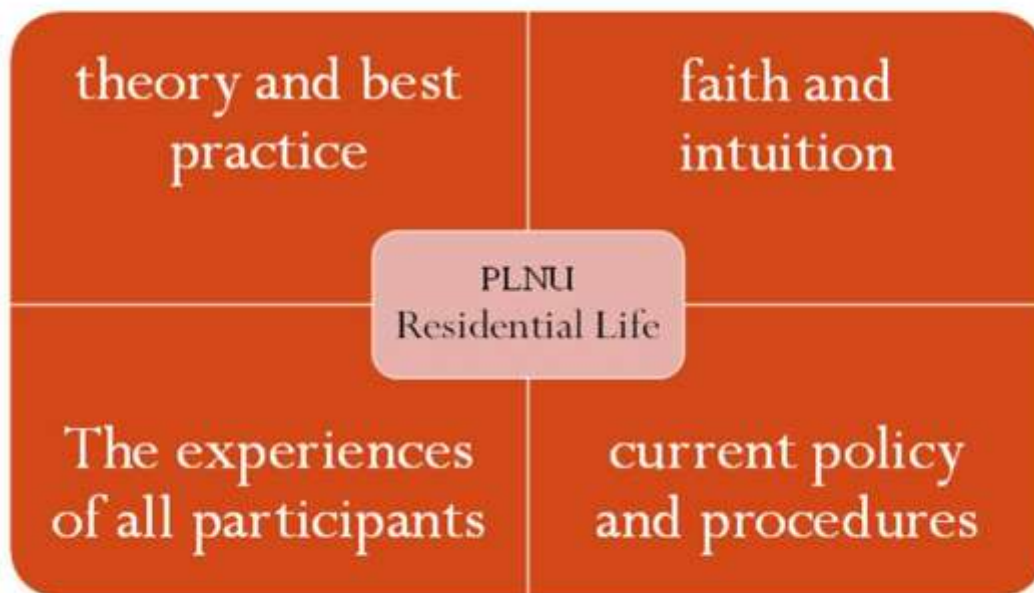 theory and best
practice
faith and
intuition
PLNU
Residential Life
The experiences
of all participants
current policy
and procedures